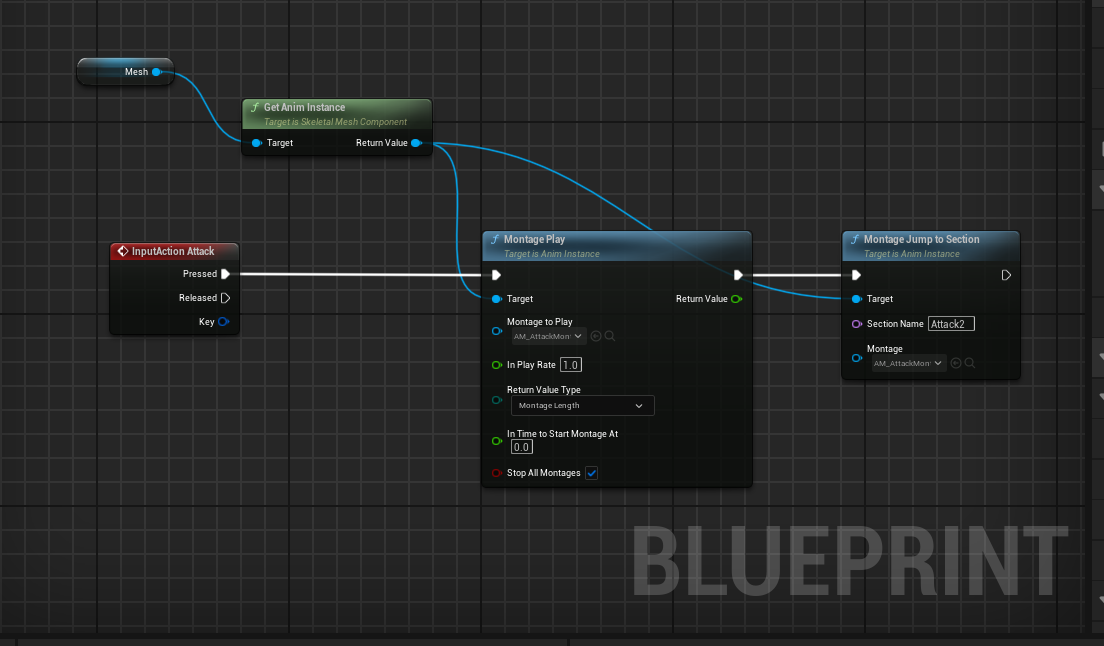 Mesh
Get Anim Instance
Target is Skeletal Mesh Component
Target
Return Value
InputAction Attack
Pressed
Released
Key
Montage Play
Target is Anim Instance
Target
Return Value
Montage to Play
AM_AttackMon
In Play Rate 1.0
Return Value Type
Montage Length
In Time to Start Montage At
0.0
Stop All Montages
Montage Jump to Section
Target is Anim Instance
Target
Section Name Attack2
Montage
AM_AttackMon
BLUEPRINT